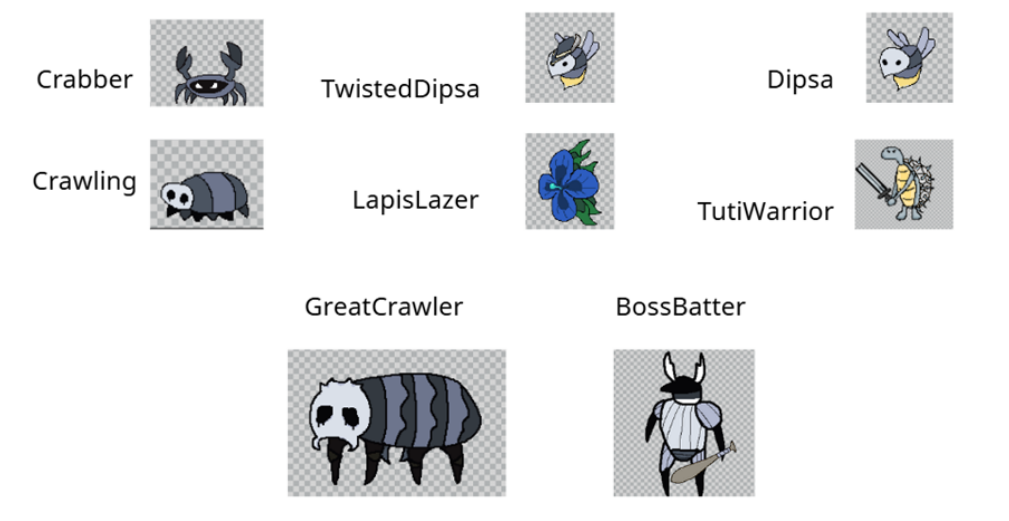 Crabber
TwistedDipsa
Dipsa
Crawling
LapisLazer
TutiWarrior
GreatCrawler
BossBatter